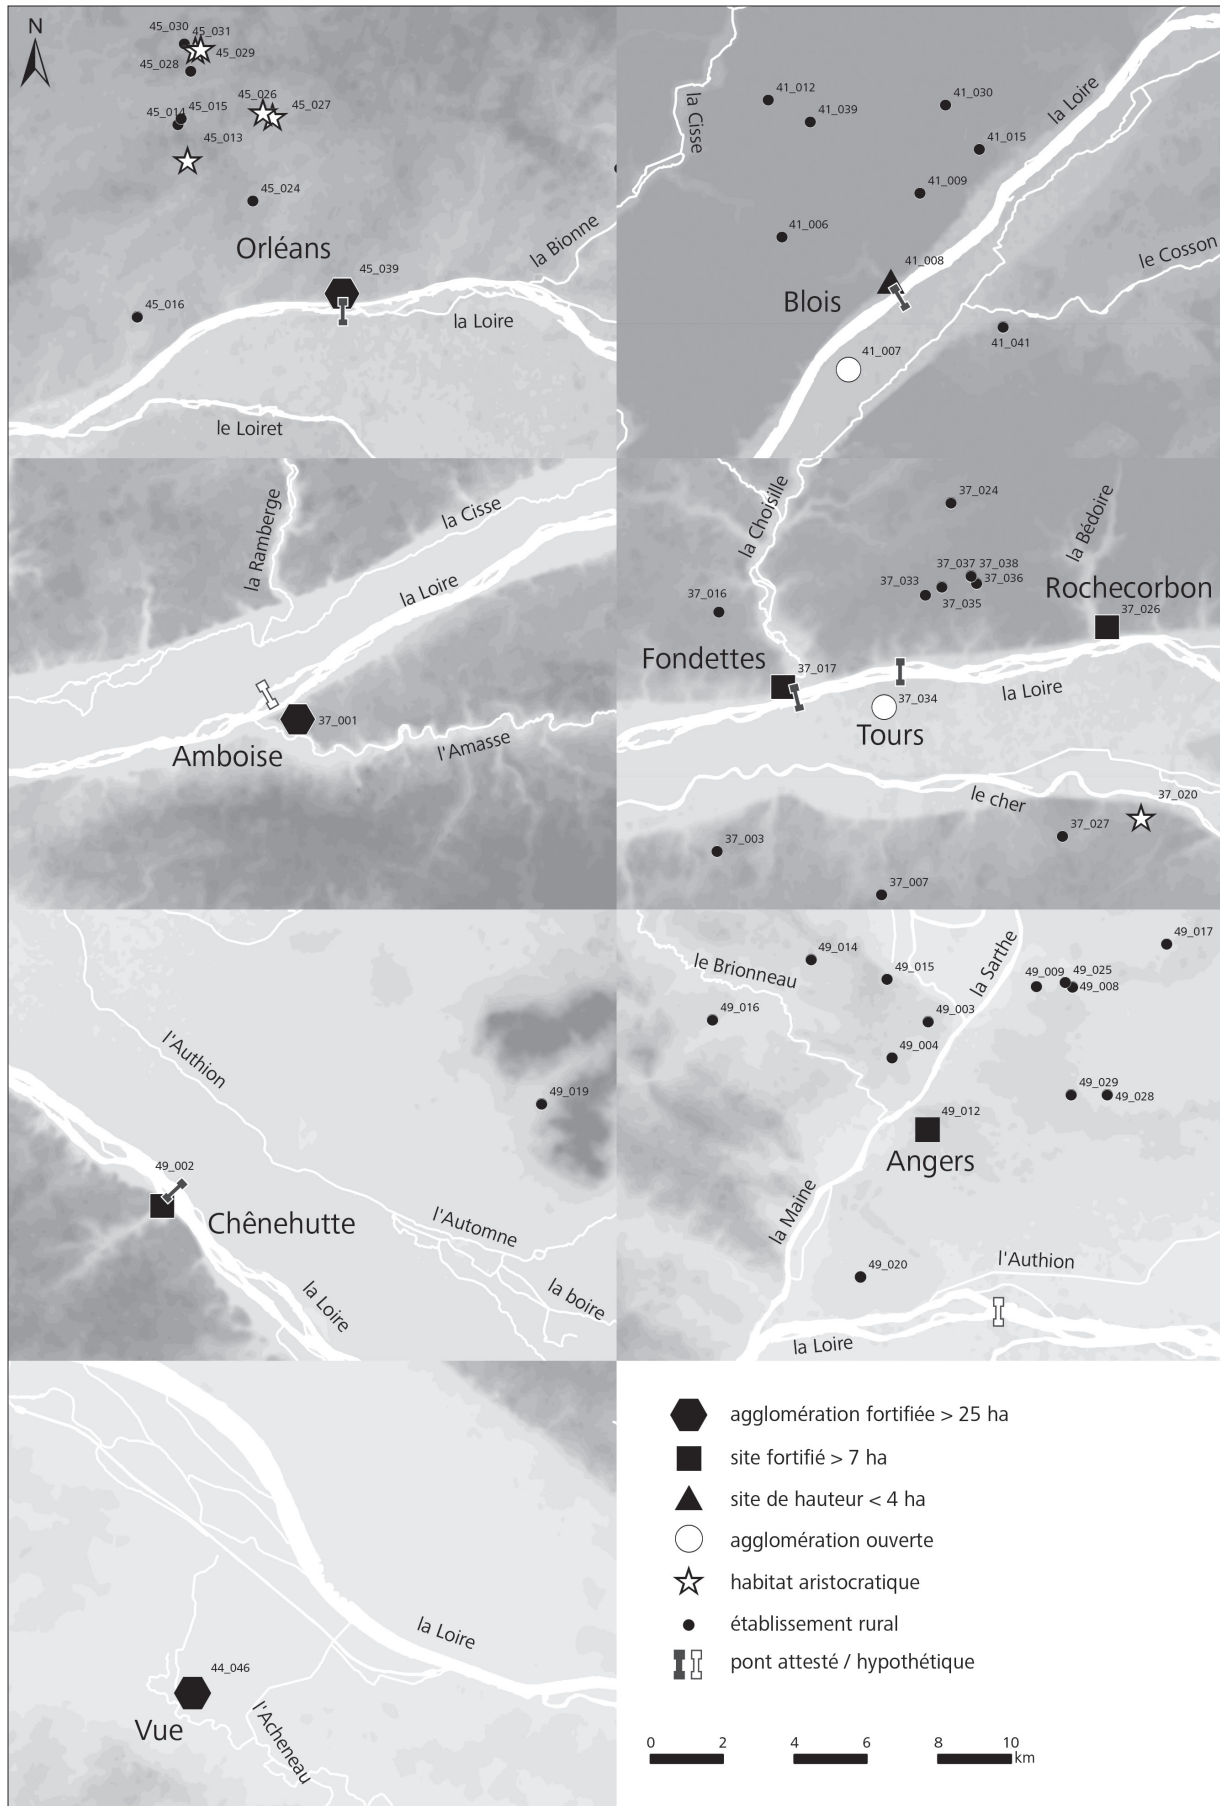 N
45_030
45_031
45_029
45_028
45_026
45_027
45_015
45_014
45_013
45_024
Orléans
45_039
la Bionne
45_016
la Loire
le Loiret
la Cisse
41_012
41_039
41_030
la Loire
41_015
41_009
41_006
le Cosson
41_008
Blois
41_041
41_007
la Ramberge
la Cisse
la Loire
37_001
Amboise
l'Amasse
la Choisille
37_024
la Bédoire
37_037
37_038
37_036
37_033
37_035
37_016
Rochecorbon
37_026
Fondettes
37_017
la Loire
37_034
Tours
le cher
37_020
37_027
37_003
37_007
l'Authion
49_019
49_002
Chênehutte
l'Automne
la boire
la Loire
le Brionneau
49_014
49_015
la Sarthe
49_017
49_009
49_025
49_008
49_016
49_003
49_004
49_029
49_028
49_012
Angers
la Maine
49_020
l'Authion
la Loire
la Loire
44_046
Vue
l'Acheneau
agglomération fortifiée > 25 ha
site fortifié > 7 ha
site de hauteur < 4 ha
agglomération ouverte
habitat aristocratique
établissement rural
pont attesté / hypothétique
0 2 4 6 8 10
km